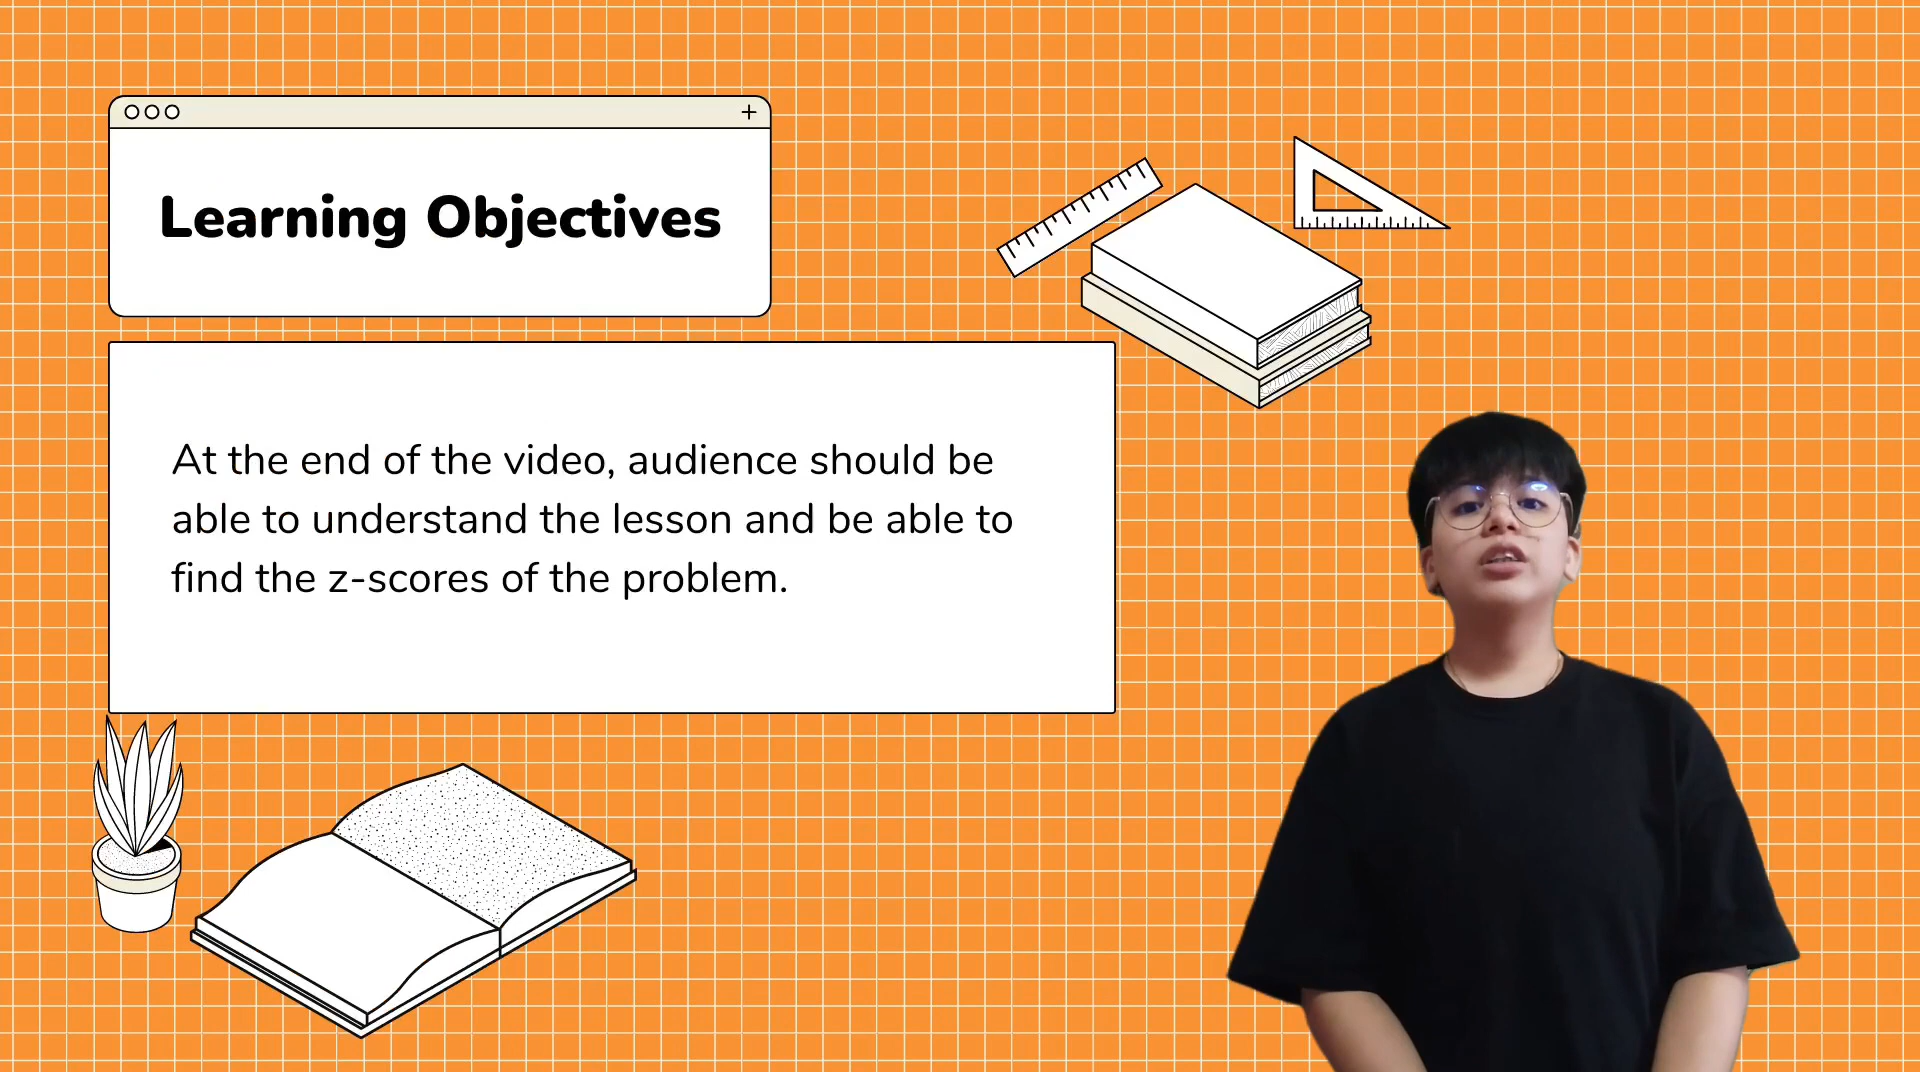 Learning Objectives
At the end of the video, audience should be
able to understand the lesson and be able to
find the z-scores of the problem.